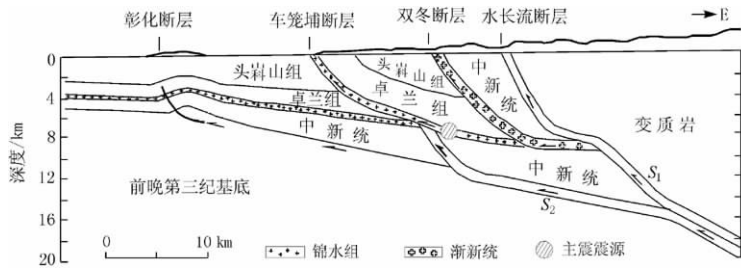 彰化断层 车笼埔断层 双冬断层 水长流断层 E
0
4
8
12
16
20
深度/km
头嵙山组 头嵙山组 中新统
卓兰组 卓兰组
中新统
中新统
变质岩
S1
S2
前晚第三纪基底
0 10 km 锦水组 渐新统 主震震源